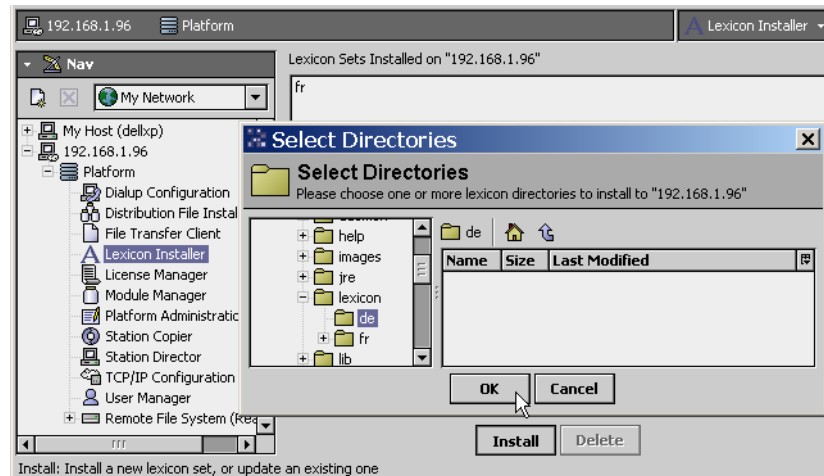 192.168.1.96 Platform Lexicon Installer
Nav
My Network
My Host (dellxp)
192.168.1.96
Platform
Dialup Configuration
Distribution File Instal
File Transfer Client
Lexicon Installer
License Manager
Module Manager
Platform Administratic
Station Copier
Station Director
TCP/IP Configuration
User Manager
Remote File System (Rea
Lexicon Sets Installed on "192.168.1.96"
fr
Select Directories
Select Directories
Please choose one or more lexicon directories to install to "192.168.1.96"
help
images
jre
lexicon
de
fr
lib
de
Name Size Last Modified
OK Cancel
Install Delete
Install: Install a new lexicon set, or update an existing one